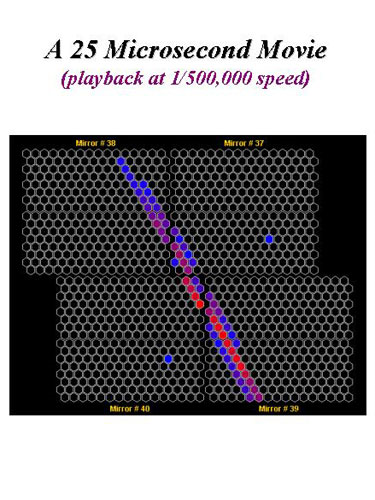 A 25 Microsecond Movie
(playback at 1/500,000 speed)
Mirror # 38
Mirror # 37
Mirror # 40
Mirror # 39